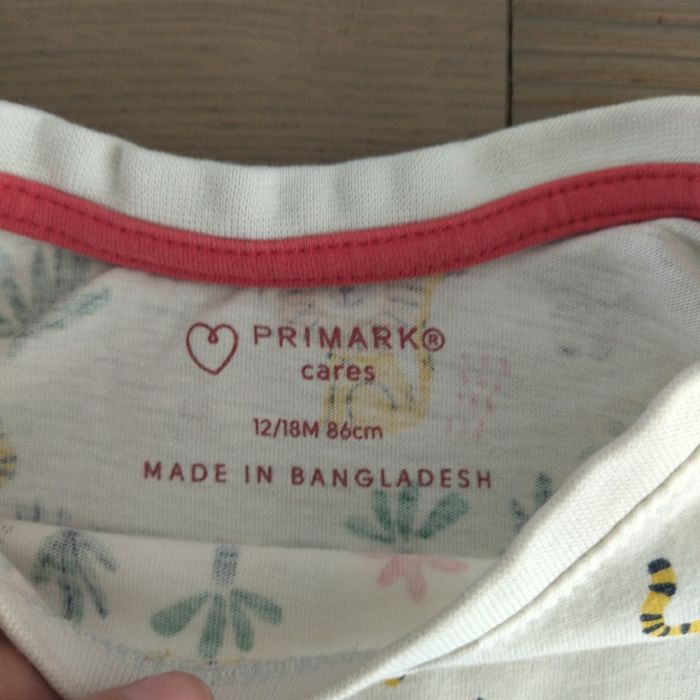 PRIMARK®
cares
12/18M 86cm
MADE IN BANGLADESH